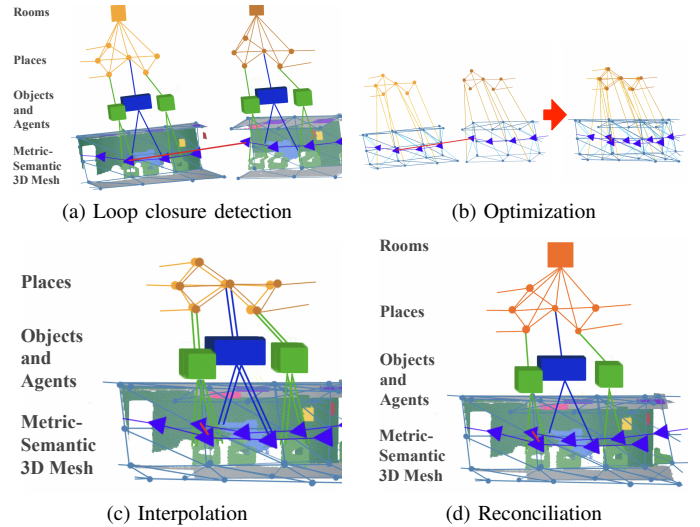 Rooms
Places
Objects
and
Agents
Metric-
Semantic
3D Mesh
(a) Loop closure detection
(b) Optimization
Places
Objects
and
Agents
Metric-
Semantic
3D Mesh
(c) Interpolation
Rooms
Places
Objects
and
Agents
Metric-
Semantic
3D Mesh
(d) Reconciliation